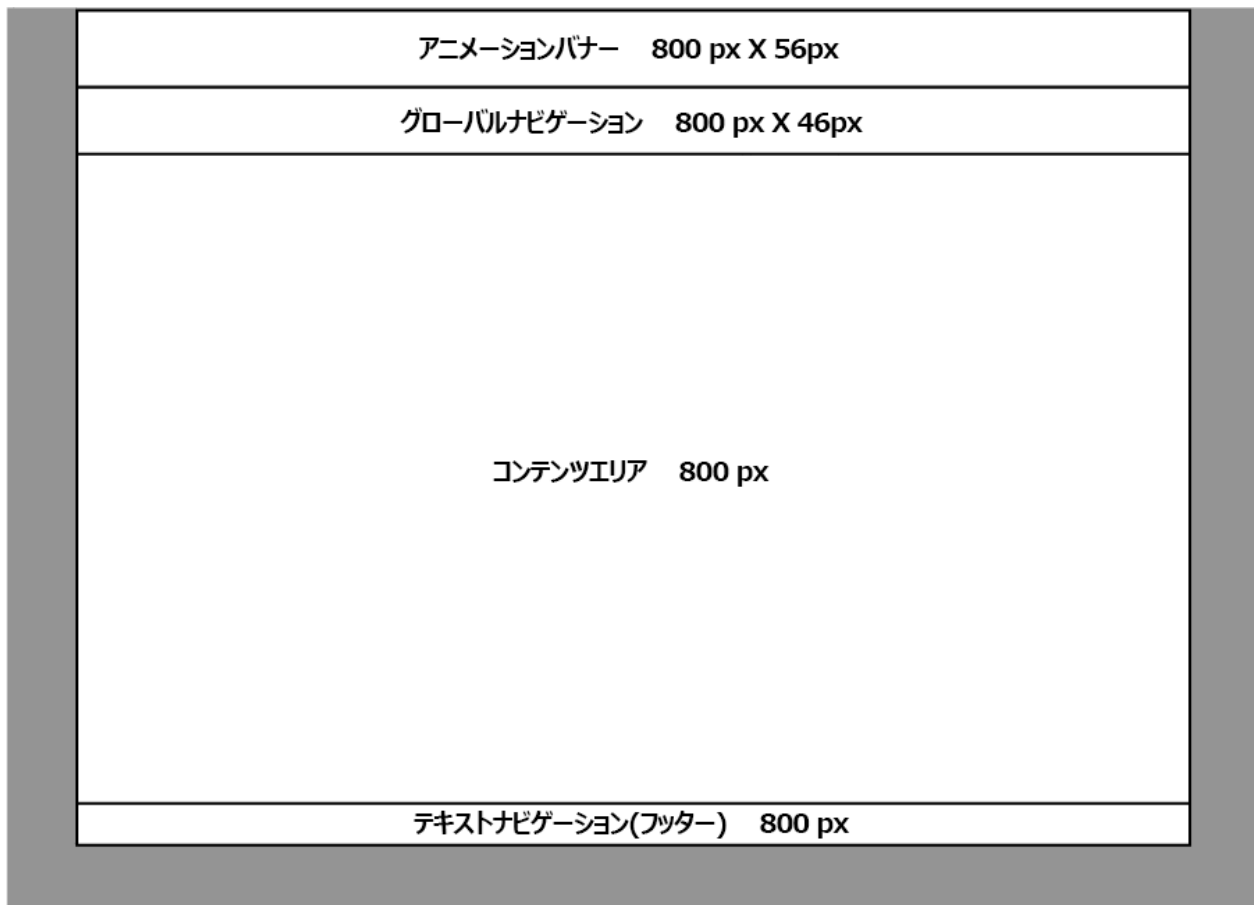 アニメーションバナー　800 px X 56px
グローバルナビゲーション　800 px X 46px
コンテンツエリア　800 px
テキストナビゲーション(フッター)　800 px